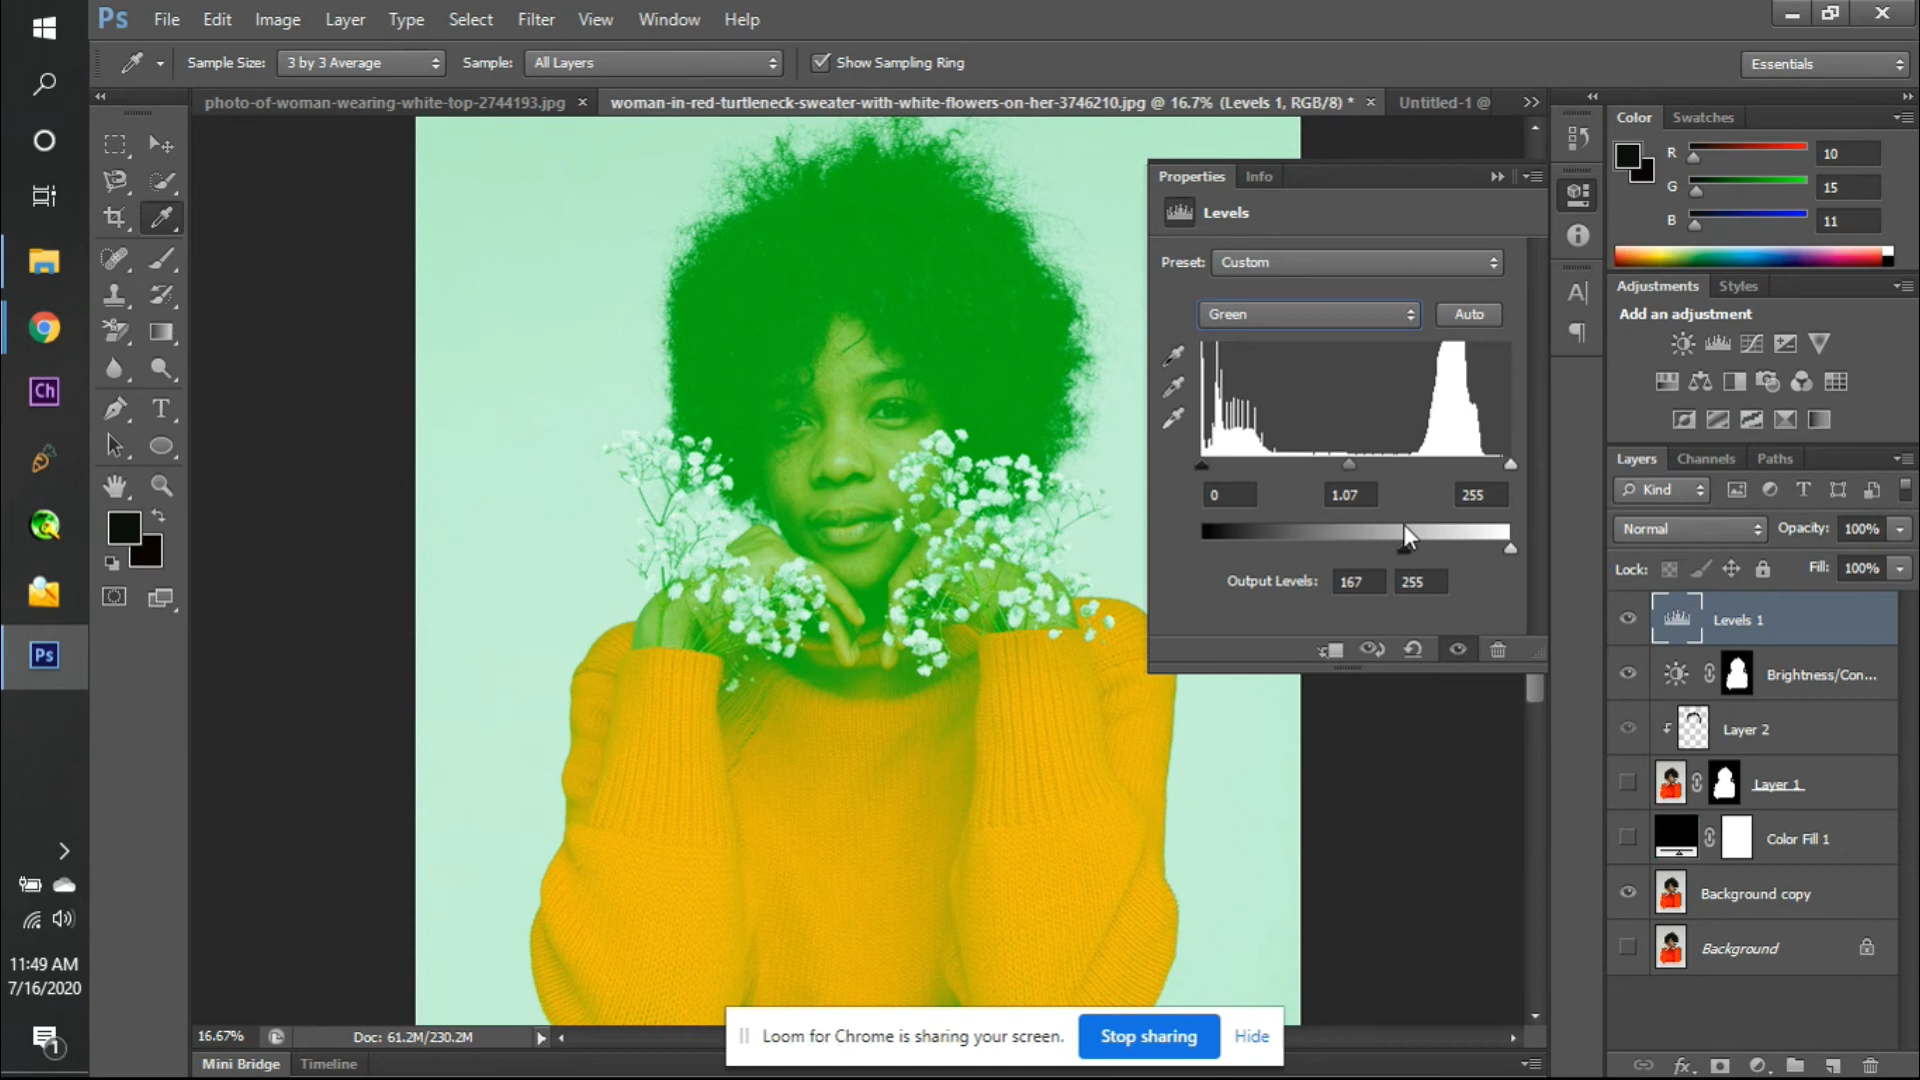 Ps File Edit Image Layer Type Select Filter View Window Help
Sample Size: 3 by 3 Average Sample: All Layers Show Sampling Ring Essentials
photo-of-woman-wearing-white-top-2744193.jpg × woman-in-red-turtleneck-sweater-with-white-flowers-on-her-3746210.jpg @ 16.7% (Levels 1, RGB/8) * × Untitled-1 @ >>
Color Swatches
R 10
G 15
B 11
Properties Info
Levels
Preset: Custom
Green Auto
0 1.07 255
Output Levels: 167 255
Adjustments Styles
Add an adjustment
Layers Channels Paths
Kind
Normal Opacity: 100%
Lock: Fill: 100%
Levels 1
Brightness/Con...
Layer 2
Layer 1
Color Fill 1
Background copy
Background
fx
T
A
Ch
Ps
11:49 AM
7/16/2020
1
16.67% Doc: 61.2M/230.2M
Loom for Chrome is sharing your screen. Stop sharing Hide
Mini Bridge Timeline